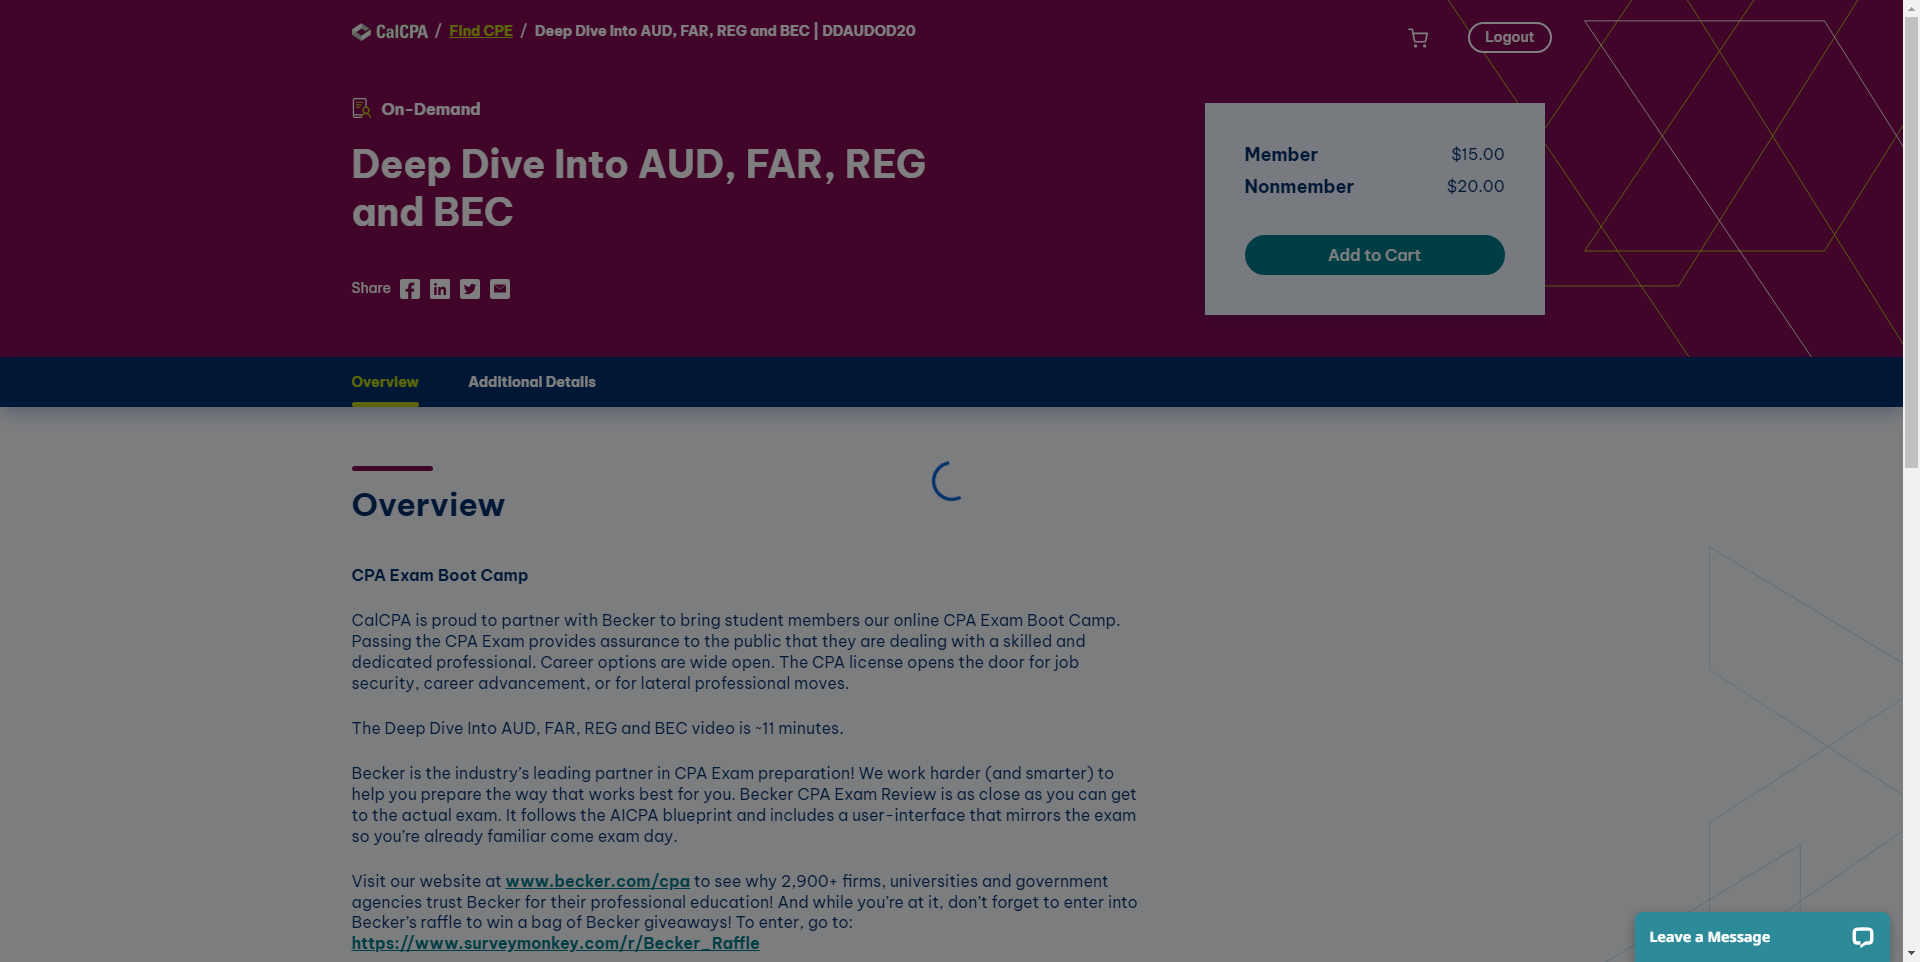 CalCPA / Find CPE / Deep Dive Into AUD, FAR, REG and BEC | DDAUDOD20
Logout
On-Demand
Deep Dive Into AUD, FAR, REG
and BEC
Share
Member $15.00
Nonmember $20.00
Add to Cart
Overview Additional Details
Overview
CPA Exam Boot Camp
CalCPA is proud to partner with Becker to bring student members our online CPA Exam Boot Camp.
Passing the CPA Exam provides assurance to the public that they are dealing with a skilled and
dedicated professional. Career options are wide open. The CPA license opens the door for job
security, career advancement, or for lateral professional moves.
The Deep Dive Into AUD, FAR, REG and BEC video is ~11 minutes.
Becker is the industry’s leading partner in CPA Exam preparation! We work harder (and smarter) to
help you prepare the way that works best for you. Becker CPA Exam Review is as close as you can get
to the actual exam. It follows the AICPA blueprint and includes a user-interface that mirrors the exam
so you’re already familiar come exam day.
Visit our website at www.becker.com/cpa to see why 2,900+ firms, universities and government
agencies trust Becker for their professional education! And while you’re at it, don’t forget to enter into
Becker’s raffle to win a bag of Becker giveaways! To enter, go to:
https://www.surveymonkey.com/r/Becker_Raffle
Leave a Message